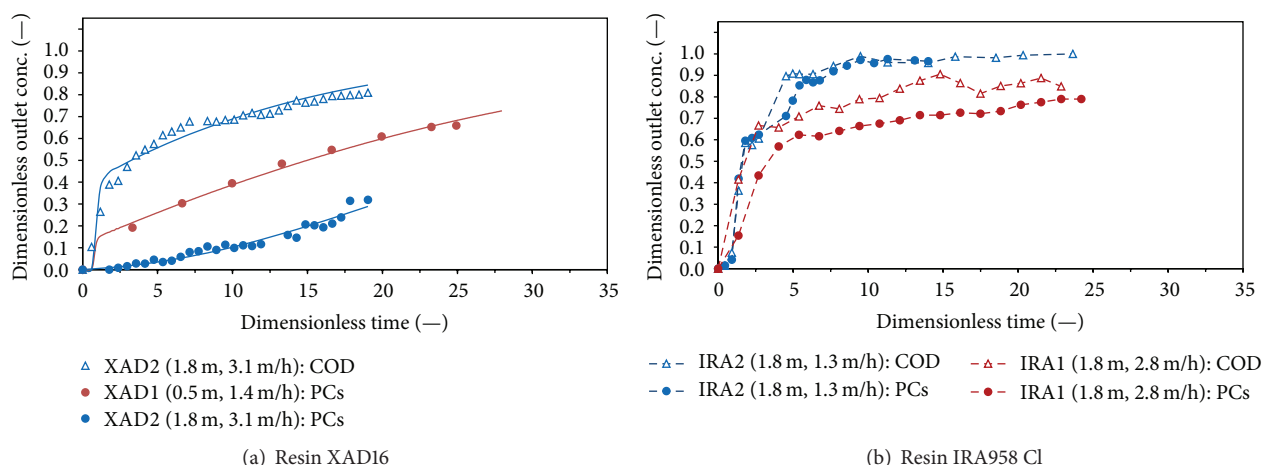 Dimensionless outlet conc. (—)
1.0
0.9
0.8
0.7
0.6
0.5
0.4
0.3
0.2
0.1
0.0
0 5 10 15 20 25 30 35
Dimensionless time (—)
XAD2 (1.8 m, 3.1 m/h): COD
XAD1 (0.5 m, 1.4 m/h): PCs
XAD2 (1.8 m, 3.1 m/h): PCs
(a) Resin XAD16
Dimensionless outlet conc. (—)
1.0
0.9
0.8
0.7
0.6
0.5
0.4
0.3
0.2
0.1
0.0
0 5 10 15 20 25 30 35
Dimensionless time (—)
IRA2 (1.8 m, 1.3 m/h): COD
IRA2 (1.8 m, 1.3 m/h): PCs
IRA1 (1.8 m, 2.8 m/h): COD
IRA1 (1.8 m, 2.8 m/h): PCs
(b) Resin IRA958 Cl